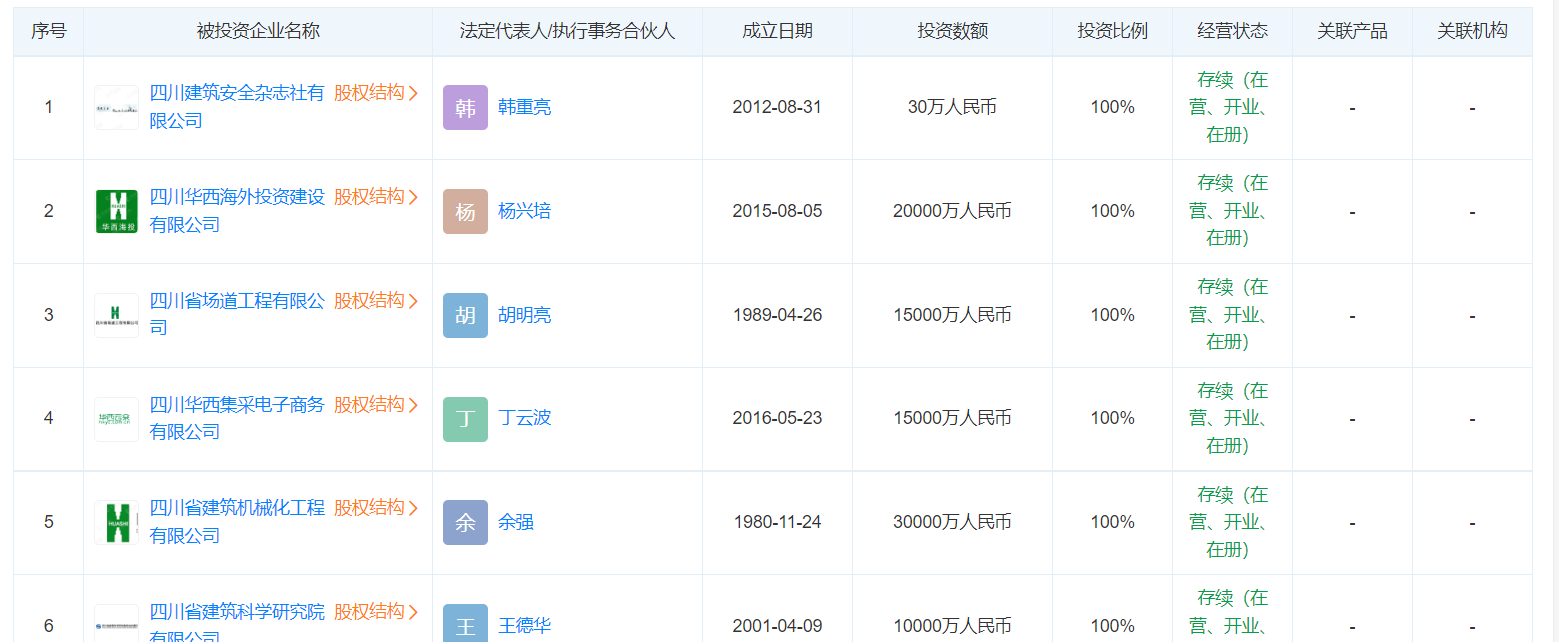 序号 被投资企业名称 法定代表人/执行事务合伙人 成立日期 投资数额 投资比例 经营状态 关联产品 关联机构
1 四川建筑安全杂志社有 股权结构 韩 韩重亮 2012-08-31 30万人民币 100% 存续（在 - -
限公司 营、开业、
在册)
2 HUASHI 华西海投 四川华西海外投资建设 股权结构 杨 杨兴培 2015-08-05 20000万人民币 100% 存续（在 - -
有限公司 营、开业、
在册)
3 四川省场道工程有限公 股权结构 胡 胡明亮 1989-04-26 15000万人民币 100% 存续（在 - -
司 营、开业、
在册)
4 四川华西集采电子商务 股权结构 丁 丁云波 2016-05-23 15000万人民币 100% 存续（在 - -
有限公司 营、开业、
在册)
5 HUASHI 四川省建筑机械化工程 股权结构 余 余强 1980-11-24 30000万人民币 100% 存续（在 - -
有限公司 营、开业、
在册)
6 四川省建筑科学研究院 股权结构 王 王德华 2001-04-09 10000万人民币 100% 存续（在 - -
有限公司 营、开业、